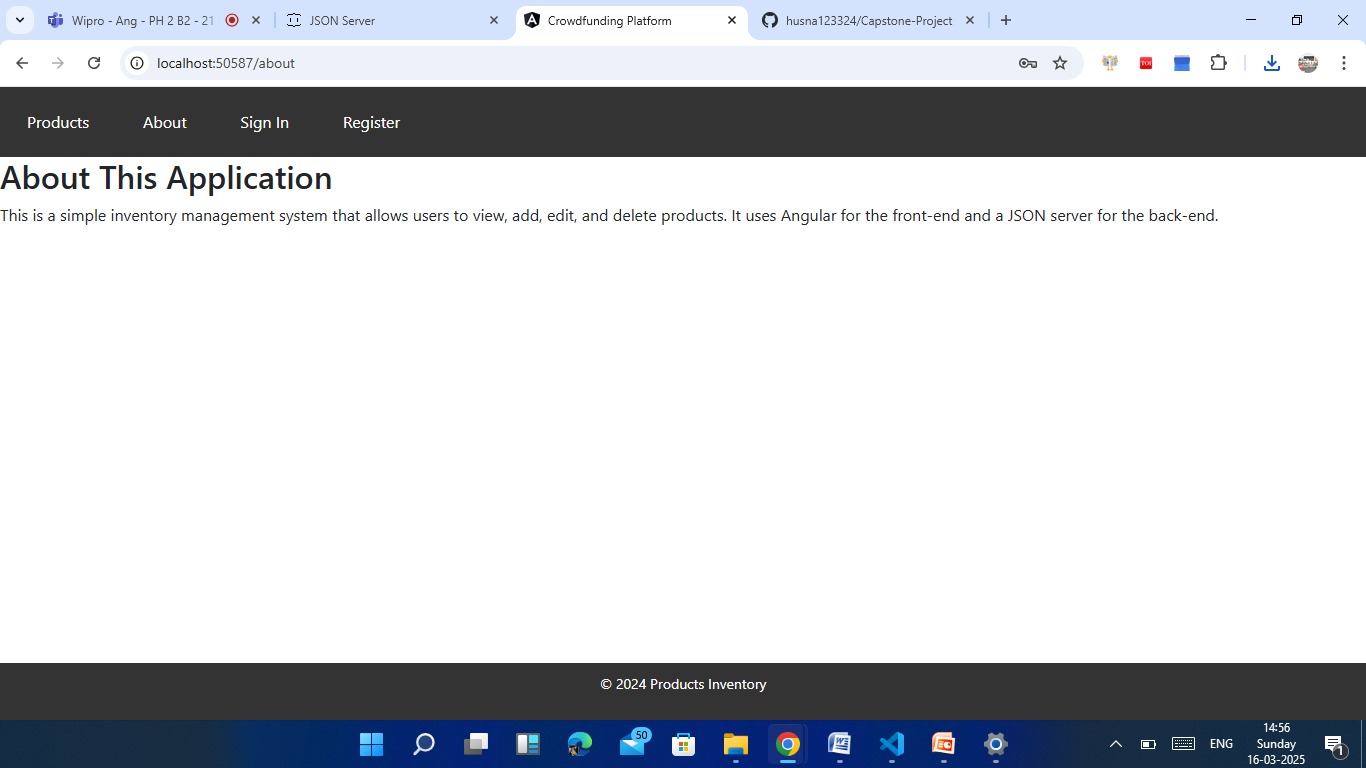 Wipro - Ang - PH 2 B2 - 21
JSON Server
Crowdfunding Platform
husna123324/Capstone-Project
localhost:50587/about
TOI
Products About Sign In Register
About This Application
This is a simple inventory management system that allows users to view, add, edit, and delete products. It uses Angular for the front-end and a JSON server for the back-end.
© 2024 Products Inventory
50
ENG
14:56
Sunday
16-03-2025
1